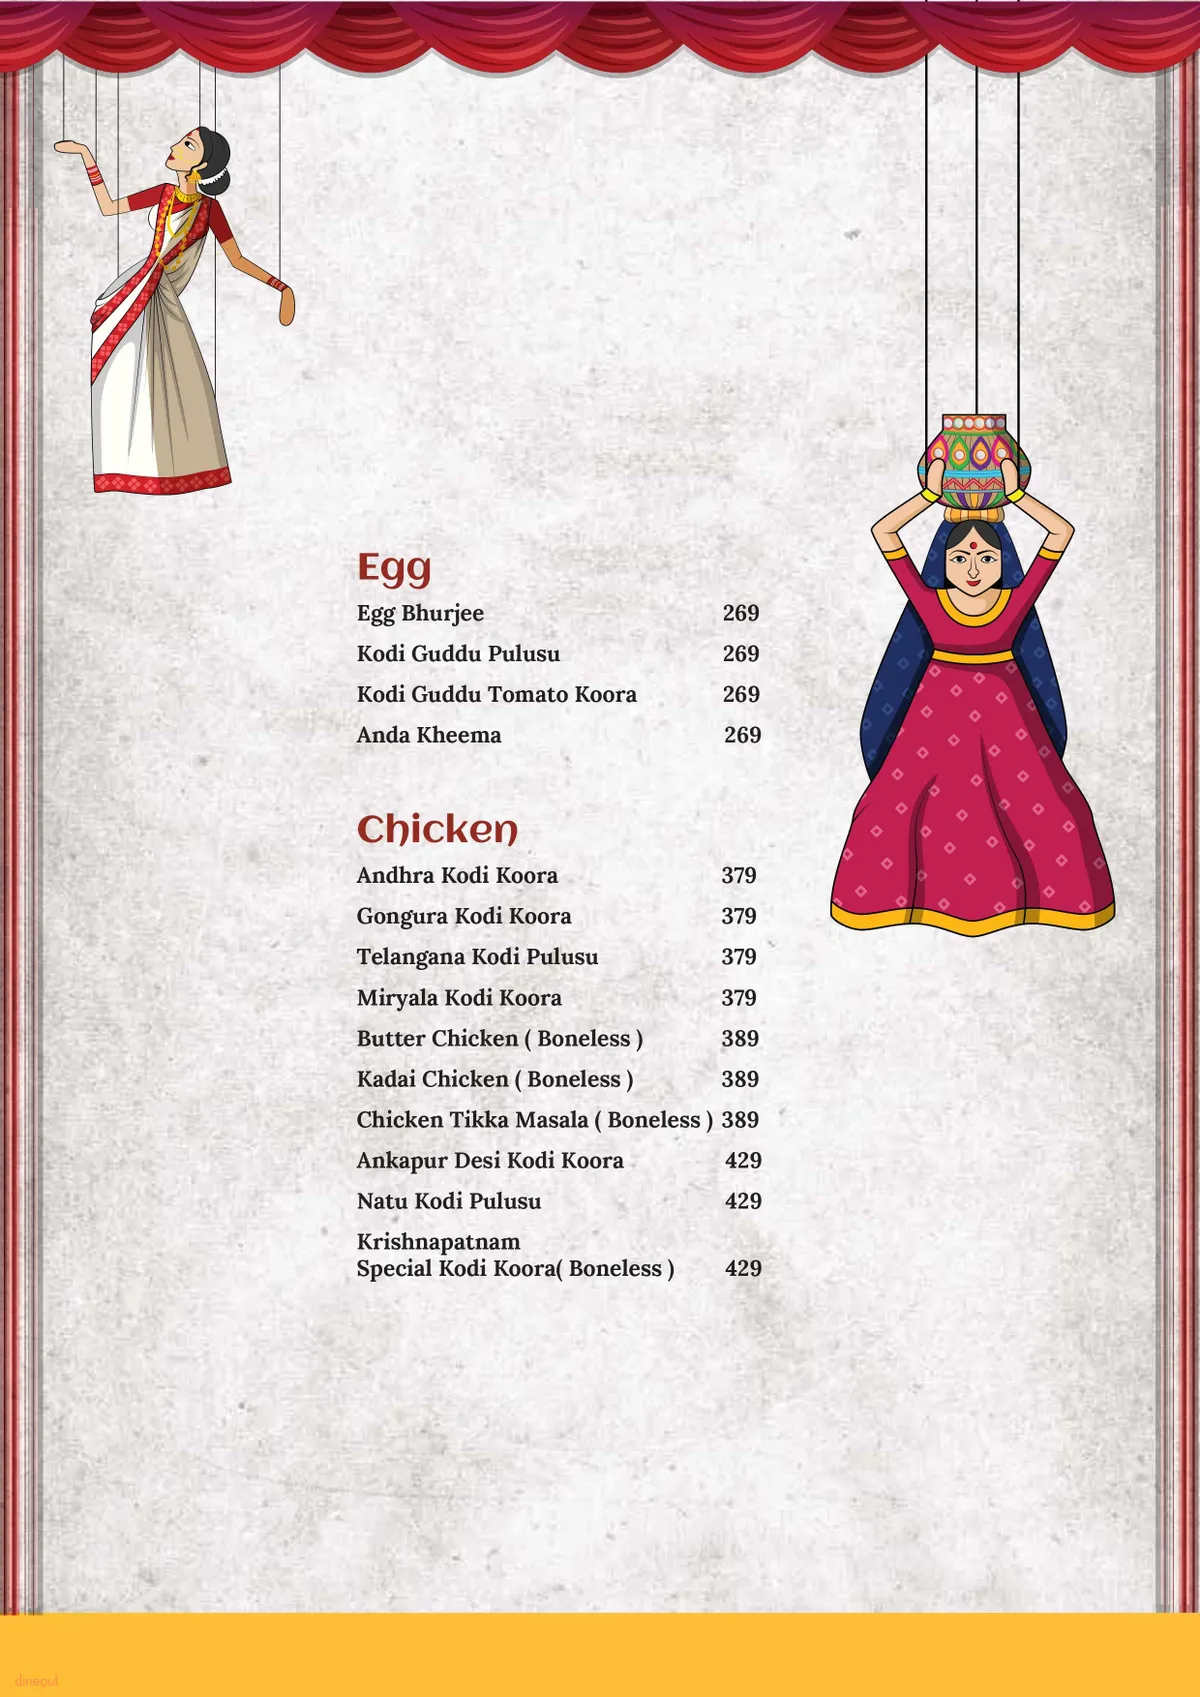 Egg
Egg Bhurjee 269
Kodi Guddu Pulusu 269
Kodi Guddu Tomato Koora 269
Anda Kheema 269
Chicken
Andhra Kodi Koora 379
Gongura Kodi Koora 379
Telangana Kodi Pulusu 379
Miryala Kodi Koora 379
Butter Chicken ( Boneless ) 389
Kadai Chicken ( Boneless ) 389
Chicken Tikka Masala ( Boneless ) 389
Ankapur Desi Kodi Koora 429
Natu Kodi Pulusu 429
Krishnapatnam
Special Kodi Koora( Boneless ) 429
dineout